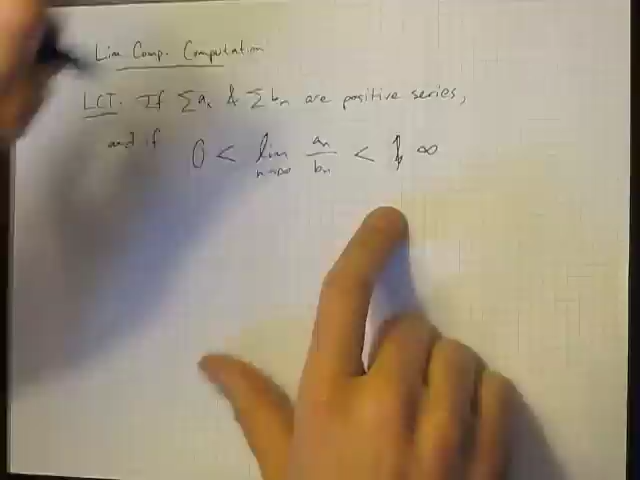 Lim Comp. Computation
LCT. If Σaₙ & Σbₙ are positive series,
and if 0 < lim n→∞ aₙ/bₙ < ∞